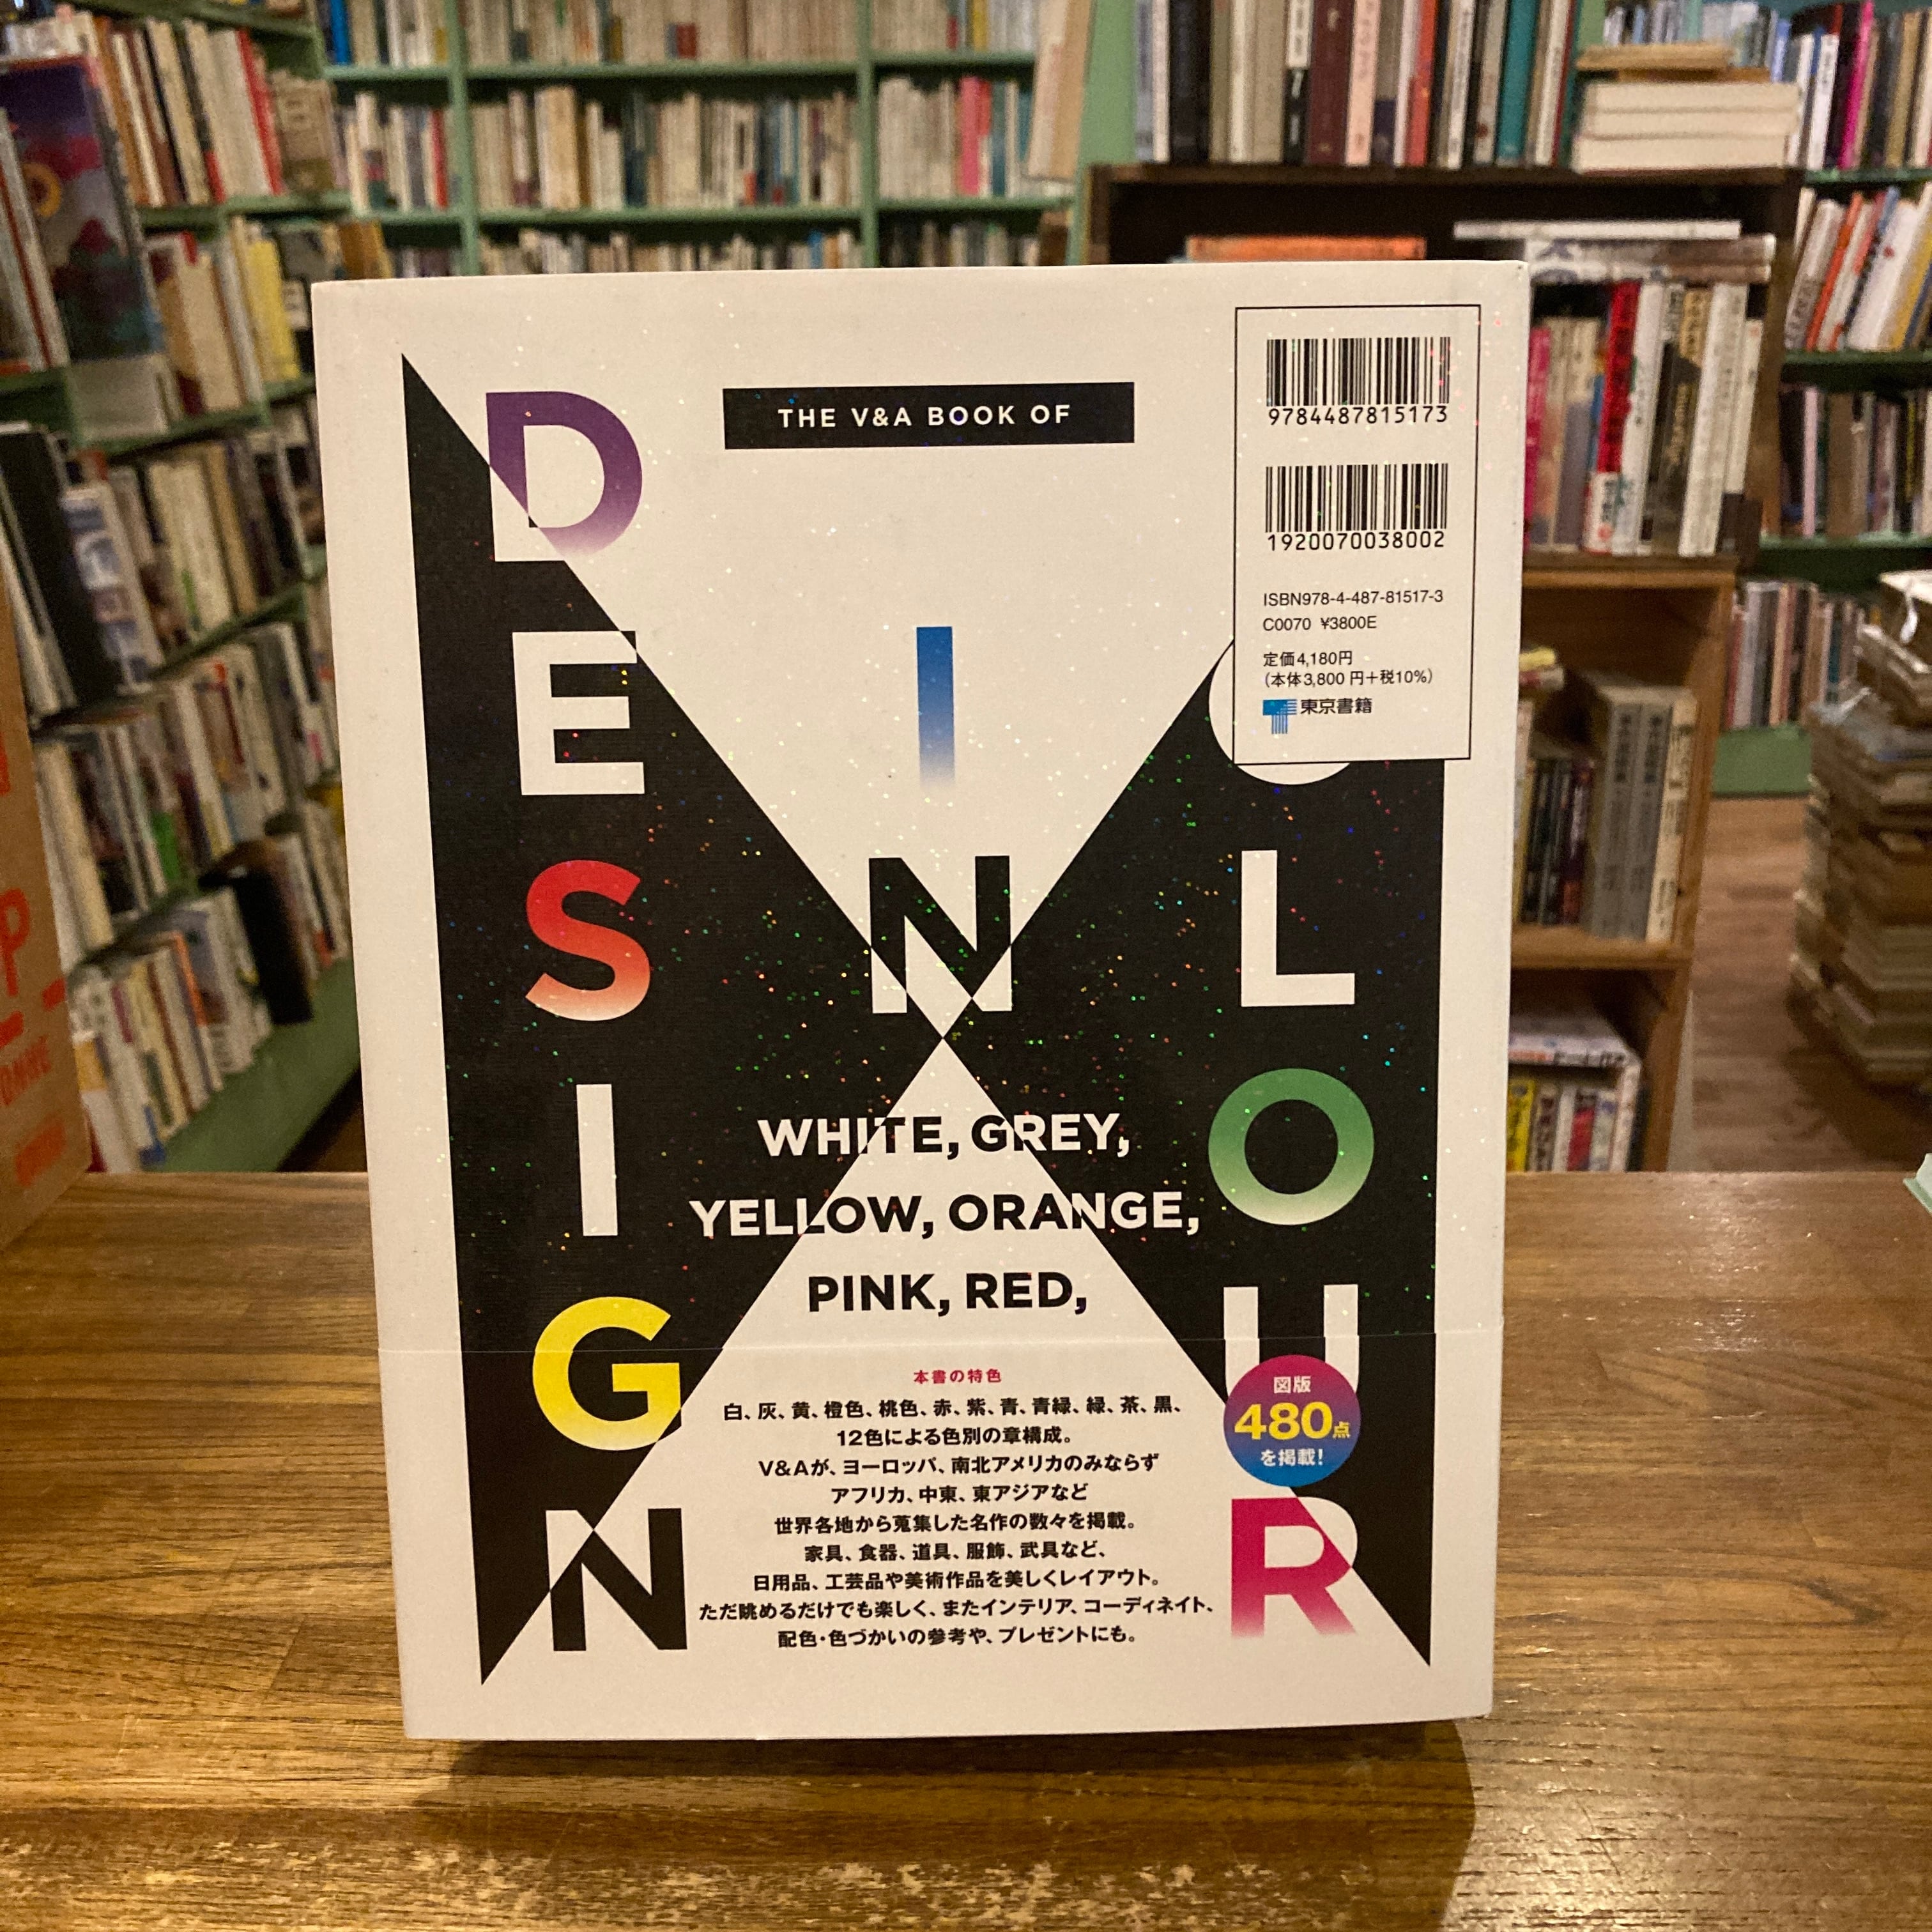 THE V&A BOOK OF
DESIGN
IN
COLOUR
9784487815173
1920070038002
ISBN978-4-487-81517-3
C0070 ¥3800E
定価4,180円
(本体3,800円+税10%)
東京書籍
WHITE, GREY,
YELLOW, ORANGE,
PINK, RED,
本書の特色
白、灰、黄、橙色、桃色、赤、紫、青、青緑、緑、茶、黒、
12色による色別の章構成。
V&Aが、ヨーロッパ、南北アメリカのみならず
アフリカ、中東、東アジアなど
世界各地から蒐集した名作の数々を掲載。
家具、食器、道具、服飾、武具など、
日用品、工芸品や美術作品を美しくレイアウト。
ただ眺めるだけでも楽しく、またインテリア、コーディネイト、
配色・色づかいの参考や、プレゼントにも。
図版
480点
を掲載!